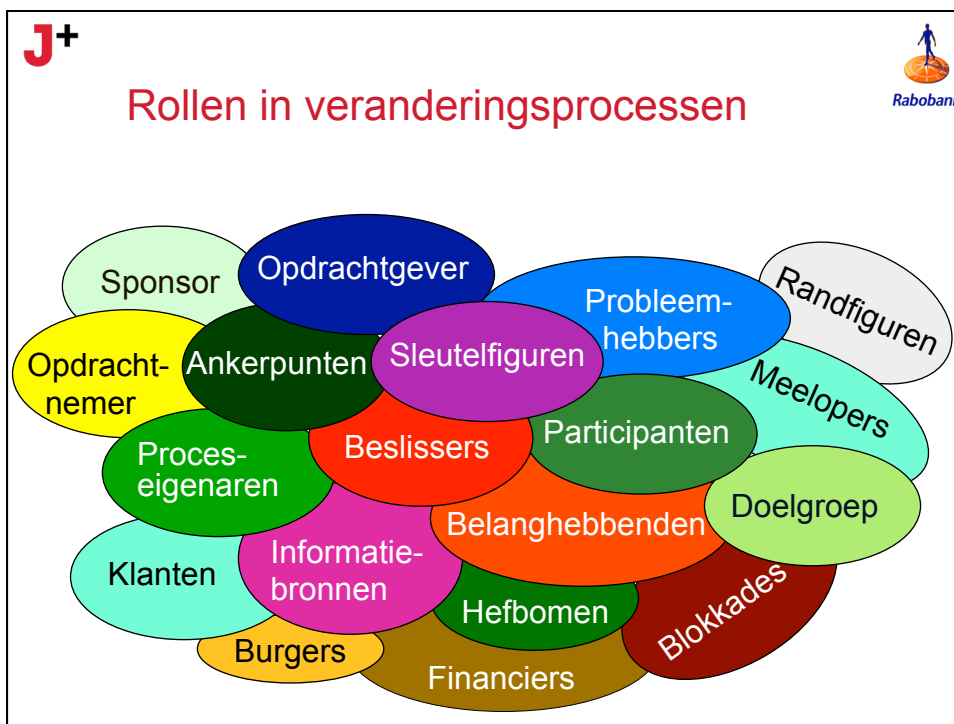 J+
Rabobank
Rollen in veranderingsprocessen
Sponsor
Opdrachtgever
Probleem-
hebbers
Randfiguren
Opdracht-
nemer
Ankerpunten
Sleutelfiguren
Meelopers
Proces-
eigenaren
Beslissers
Participanten
Doelgroep
Klanten
Informatie-
bronnen
Belanghebbenden
Hefbomen
Blokkades
Burgers
Financiers